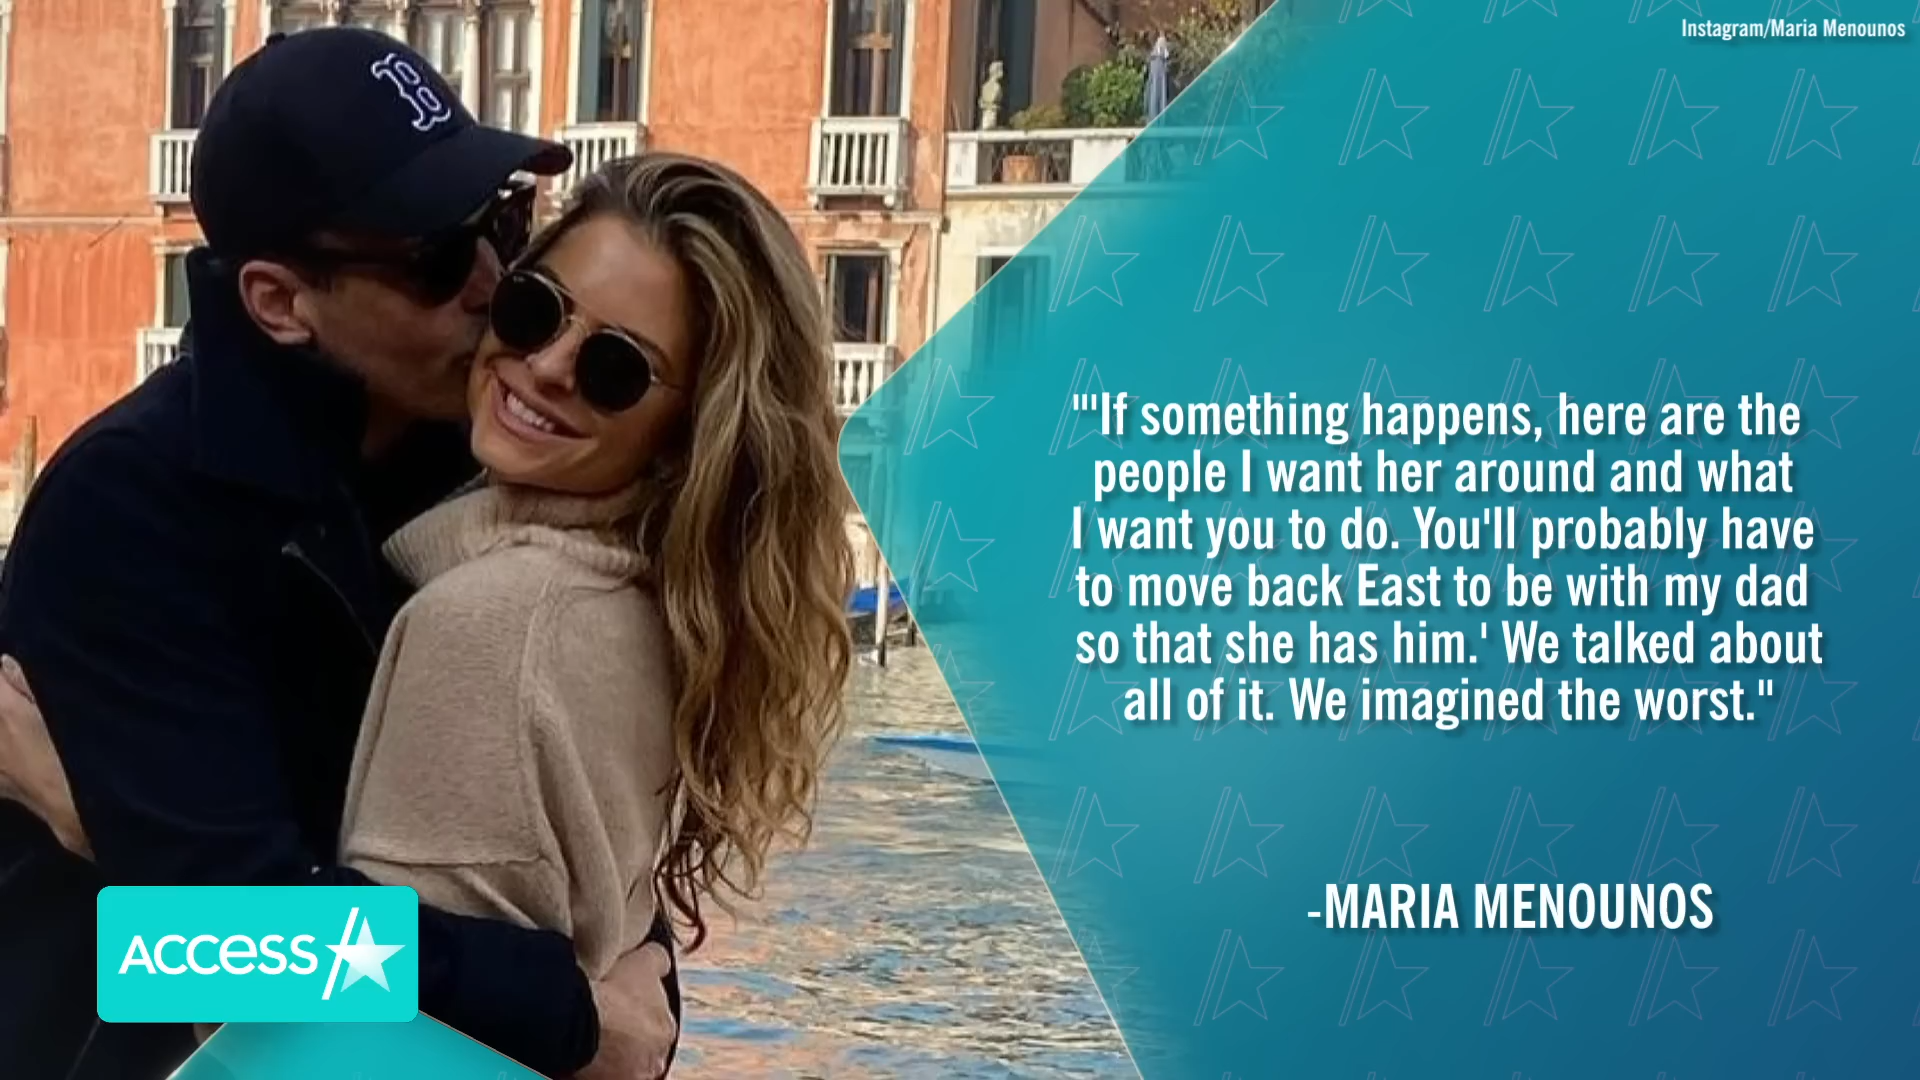 Instagram/Maria Menounos
B
"'If something happens, here are the
people I want her around and what
I want you to do. You'll probably have
to move back East to be with my dad
so that she has him.' We talked about
all of it. We imagined the worst."
-MARIA MENOUNOS
ACCESS